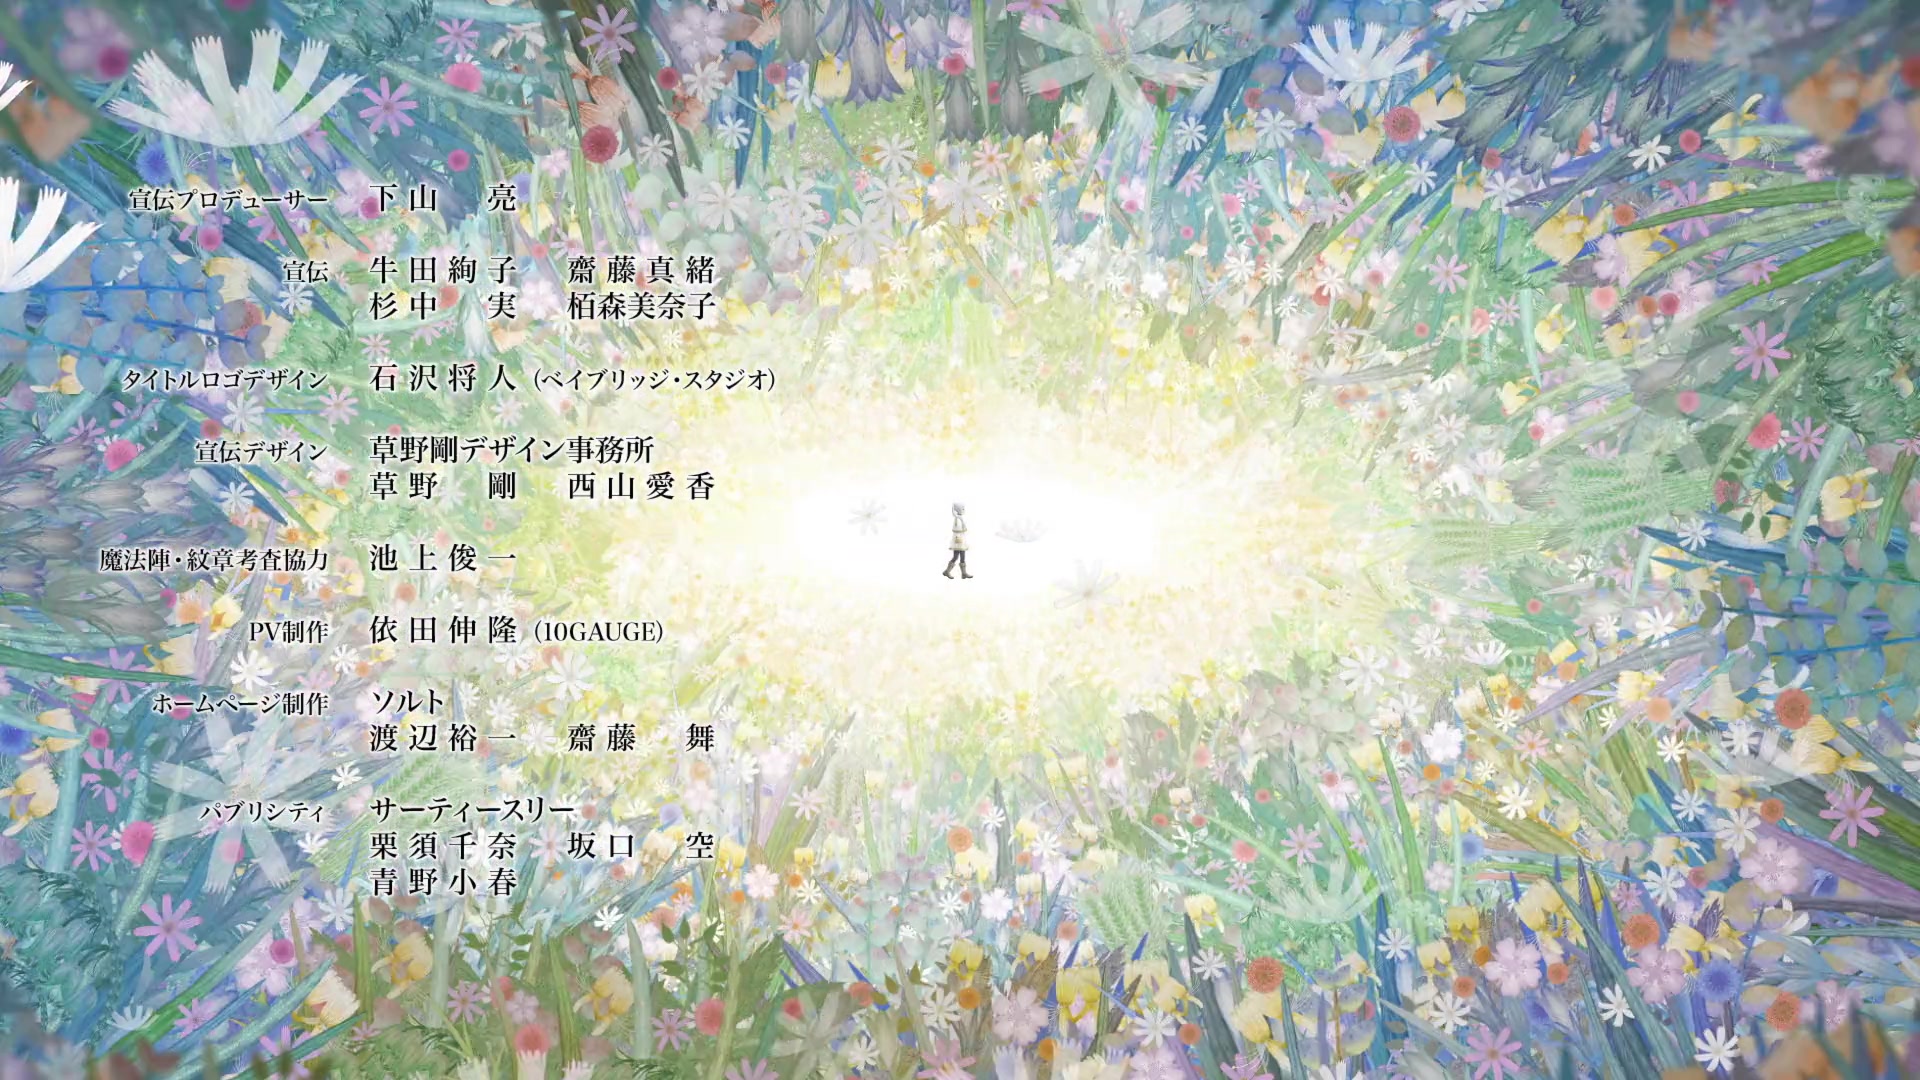 宣伝プロデューサー 下山 亮
宣伝 牛田絢子 齋藤真緒
杉中 実 栢森美奈子
タイトルロゴデザイン 石沢将人 (ベイブリッジ・スタジオ)
宣伝デザイン 草野剛デザイン事務所
草野 剛 西山愛香
魔法陣・紋章考査協力 池上俊一
PV制作 依田伸隆 (10GAUGE)
ホームページ制作 ソルト
渡辺裕一 齋藤 舞
パブリシティ サーティースリー
栗須千奈 坂口 空
青野小春